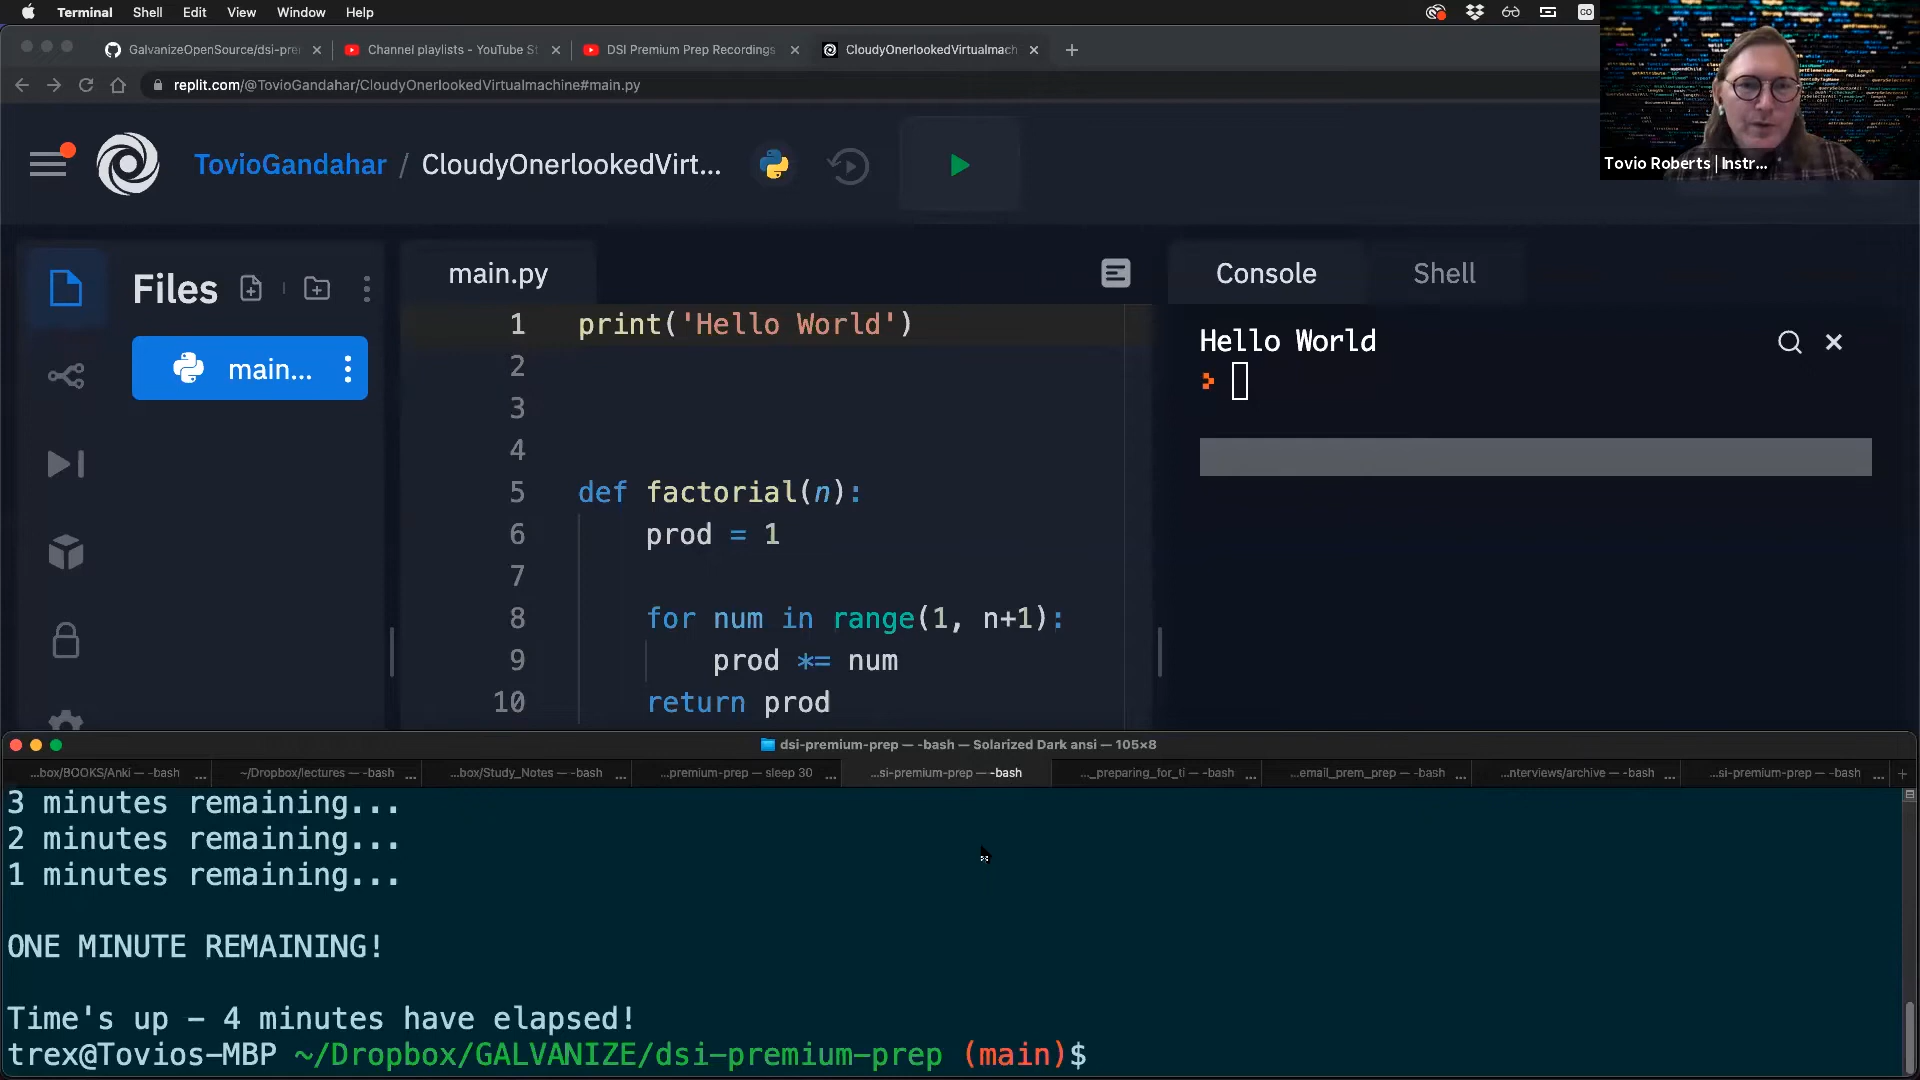 Terminal Shell Edit View Window Help
GalvanizeOpenSource/dsi-pre
Channel playlists - YouTube St
DSI Premium Prep Recordings
CloudyOnerlookedVirtualmach
replit.com/@TovioGandahar/CloudyOnerlookedVirtualmachine#main.py
Tovio Roberts | Instr...
TovioGandahar / CloudyOnerlookedVirt...
Files
main...
main.py
1 print('Hello World')
2
3
4
5 def factorial(n):
6 prod = 1
7
8 for num in range(1, n+1):
9 prod *= num
10 return prod
Console Shell
Hello World
dsi-premium-prep — -bash — Solarized Dark ansi — 105×8
...box/BOOKS/Anki — -bash ...
~/Dropbox/lectures — -bash ...
...box/Study_Notes — -bash ...
...premium-prep — sleep 30 ...
...si-premium-prep — -bash
..._preparing_for_ti — -bash ...
...email_prem_prep — -bash ...
...nterviews/archive — -bash ...
...si-premium-prep — -bash ...
3 minutes remaining...
2 minutes remaining...
1 minutes remaining...
ONE MINUTE REMAINING!
Time's up - 4 minutes have elapsed!
trex@Tovios-MBP ~/Dropbox/GALVANIZE/dsi-premium-prep (main)$